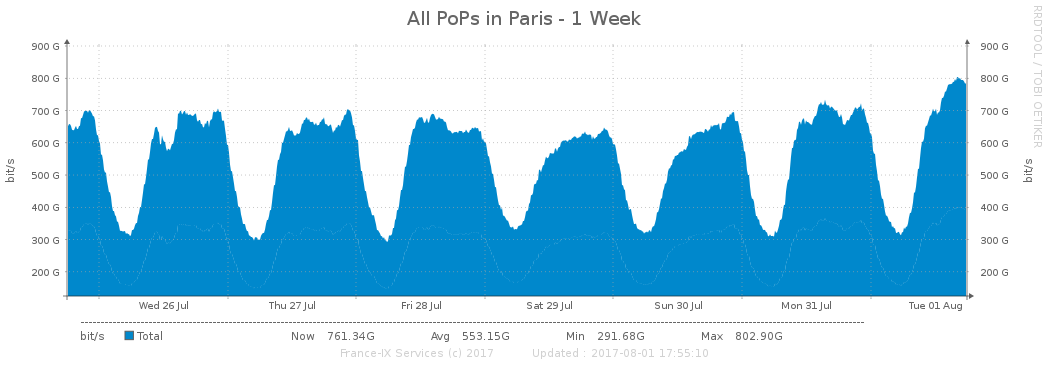 All PoPs in Paris - 1 Week
RRDTOOL / TOBI OETIKER
900 G 900 G
800 G 800 G
700 G 700 G
600 G 600 G
500 G 500 G
400 G 400 G
300 G 300 G
200 G 200 G
bit/s
bit/s
Wed 26 Jul Thu 27 Jul Fri 28 Jul Sat 29 Jul Sun 30 Jul Mon 31 Jul Tue 01 Aug
bit/s Total Now 761.34G Avg 553.15G Min 291.68G Max 802.90G
France-IX Services (c) 2017 Updated : 2017-08-01 17:55:10